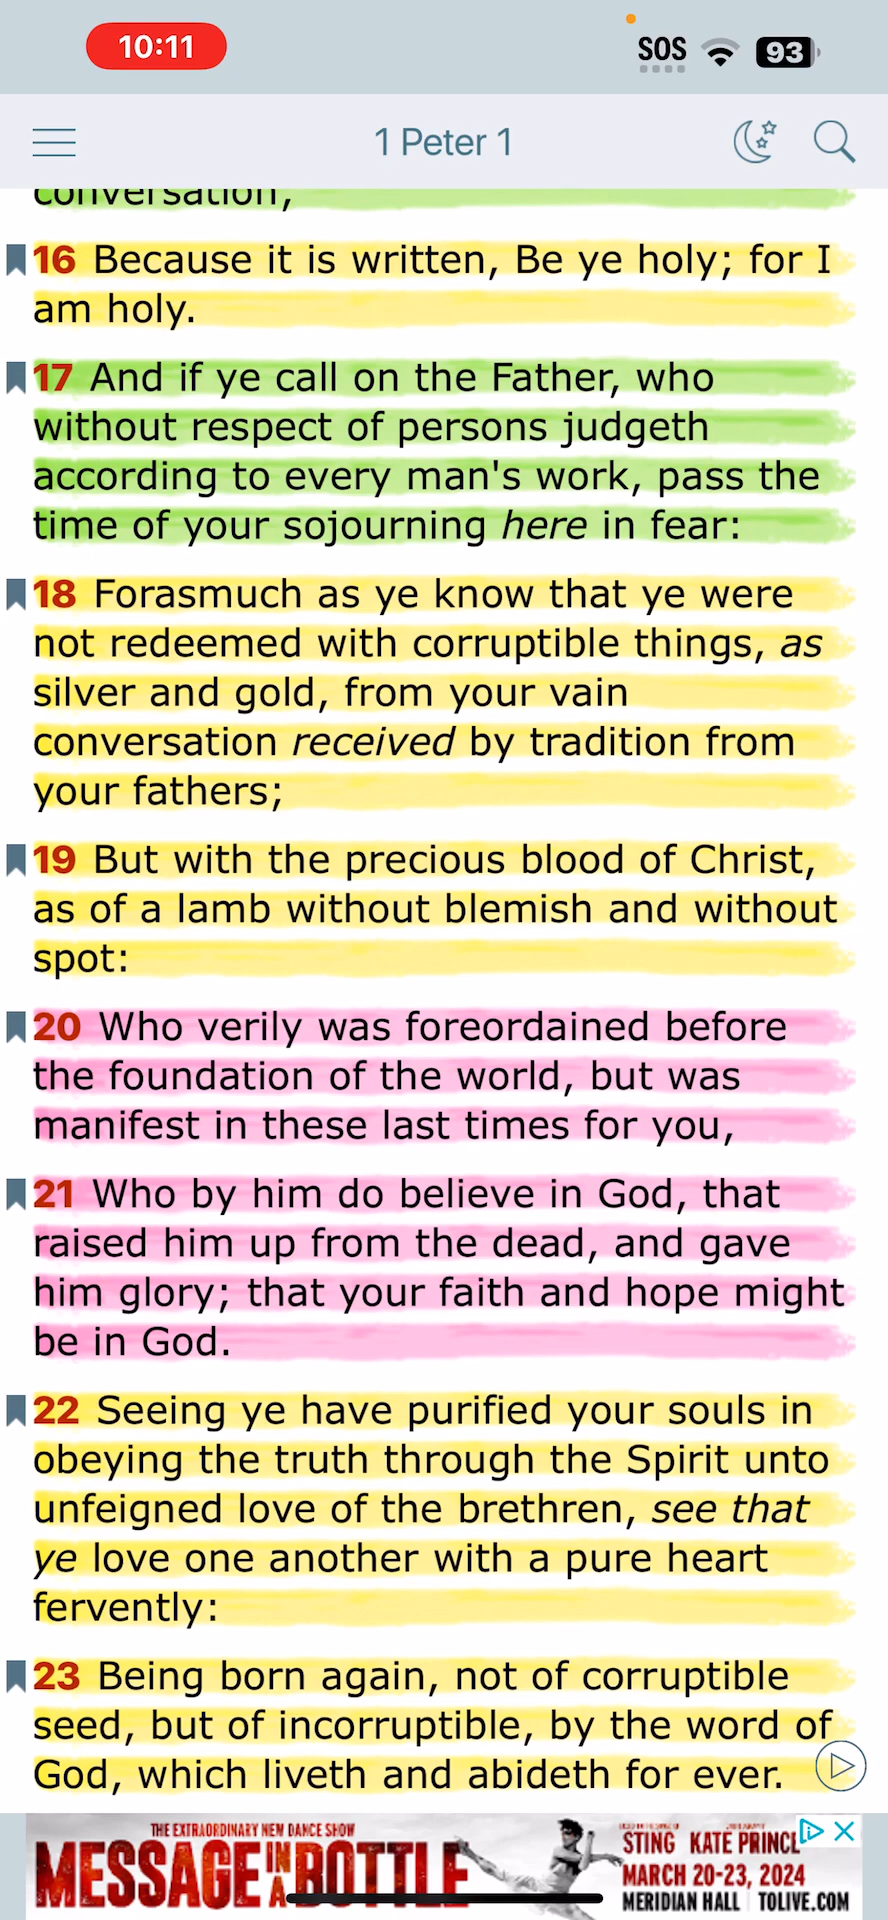 10:11
SOS
93
1 Peter 1
conversation,
16 Because it is written, Be ye holy; for I
am holy.
17 And if ye call on the Father, who
without respect of persons judgeth
according to every man's work, pass the
time of your sojourning here in fear:
18 Forasmuch as ye know that ye were
not redeemed with corruptible things, as
silver and gold, from your vain
conversation received by tradition from
your fathers;
19 But with the precious blood of Christ,
as of a lamb without blemish and without
spot:
20 Who verily was foreordained before
the foundation of the world, but was
manifest in these last times for you,
21 Who by him do believe in God, that
raised him up from the dead, and gave
him glory; that your faith and hope might
be in God.
22 Seeing ye have purified your souls in
obeying the truth through the Spirit unto
unfeigned love of the brethren, see that
ye love one another with a pure heart
fervently:
23 Being born again, not of corruptible
seed, but of incorruptible, by the word of
God, which liveth and abideth for ever.
THE EXTRAORDINARY NEW DANCE SHOW
MESSAGE IN A BOTTLE
STING KATE PRINCE
MARCH 20-23, 2024
MERIDIAN HALL TOLIVE.COM